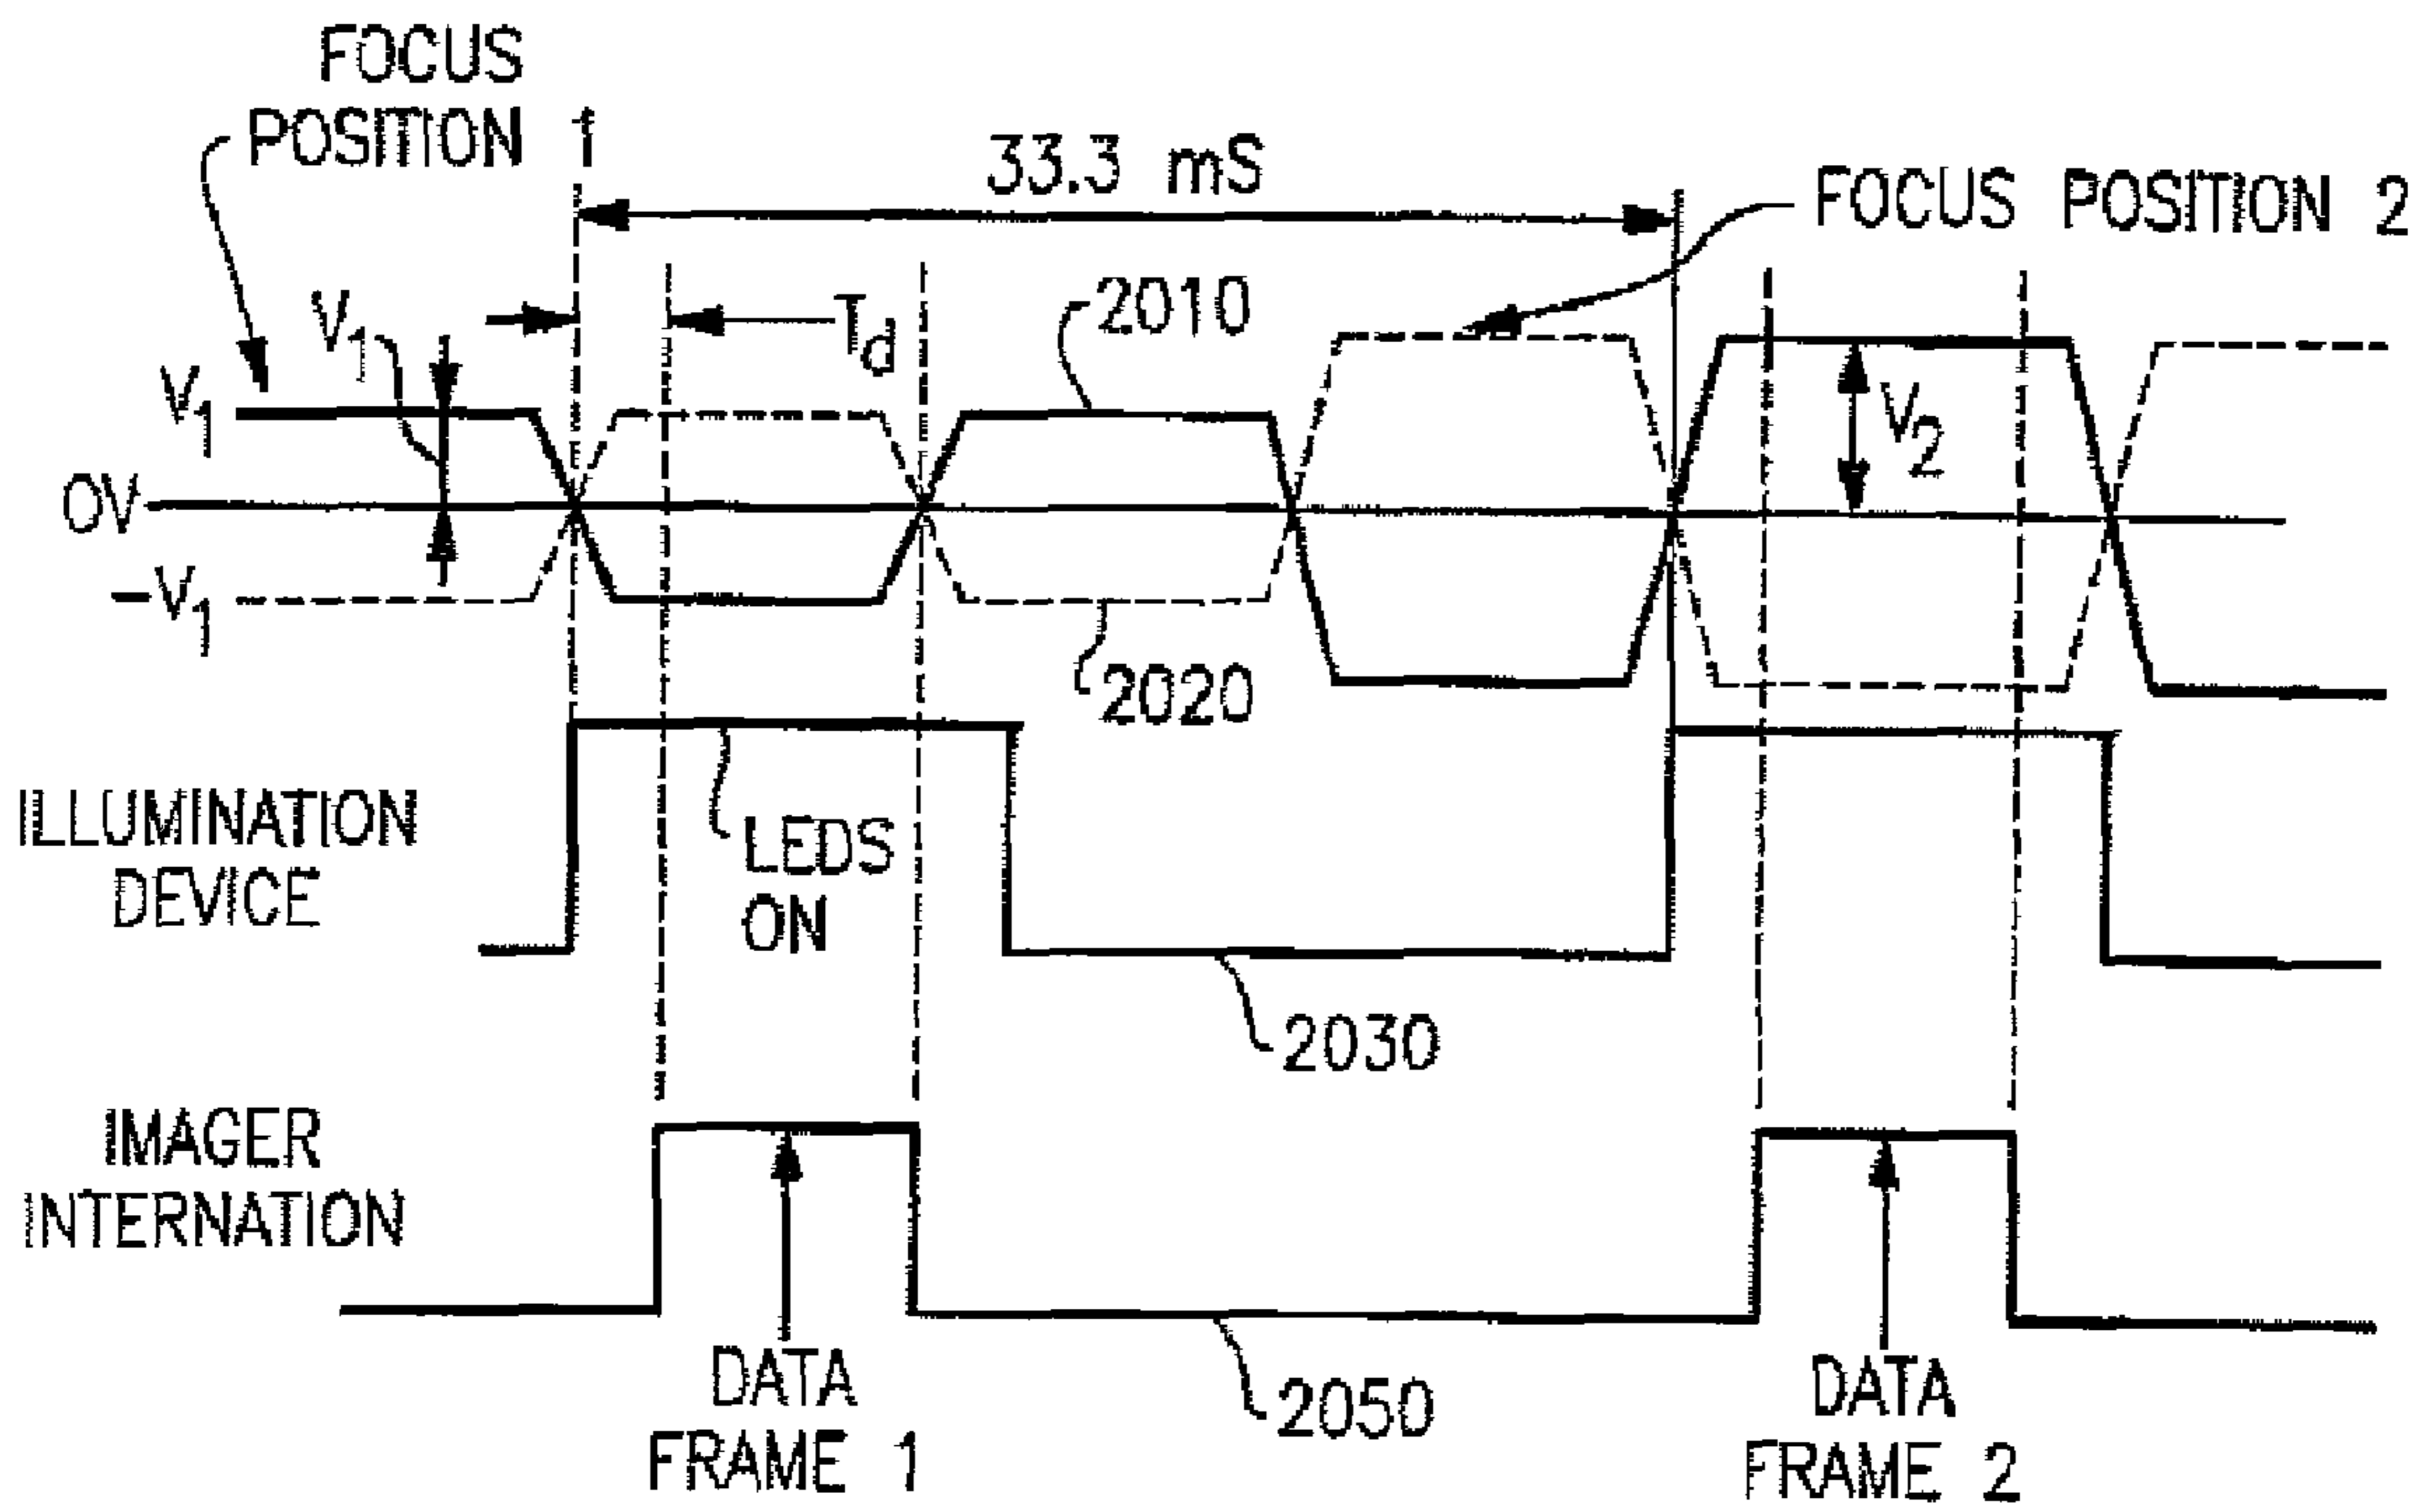 FOCUS
POSITION 1
33.3 mS
FOCUS POSITION 2
V1
Td
2010
V1
V2
0V
-V1
2020
ILLUMINATION
DEVICE
LEDS
ON
2030
IMAGER
INTERNATION
DATA
FRAME 1
2050
DATA
FRAME 2